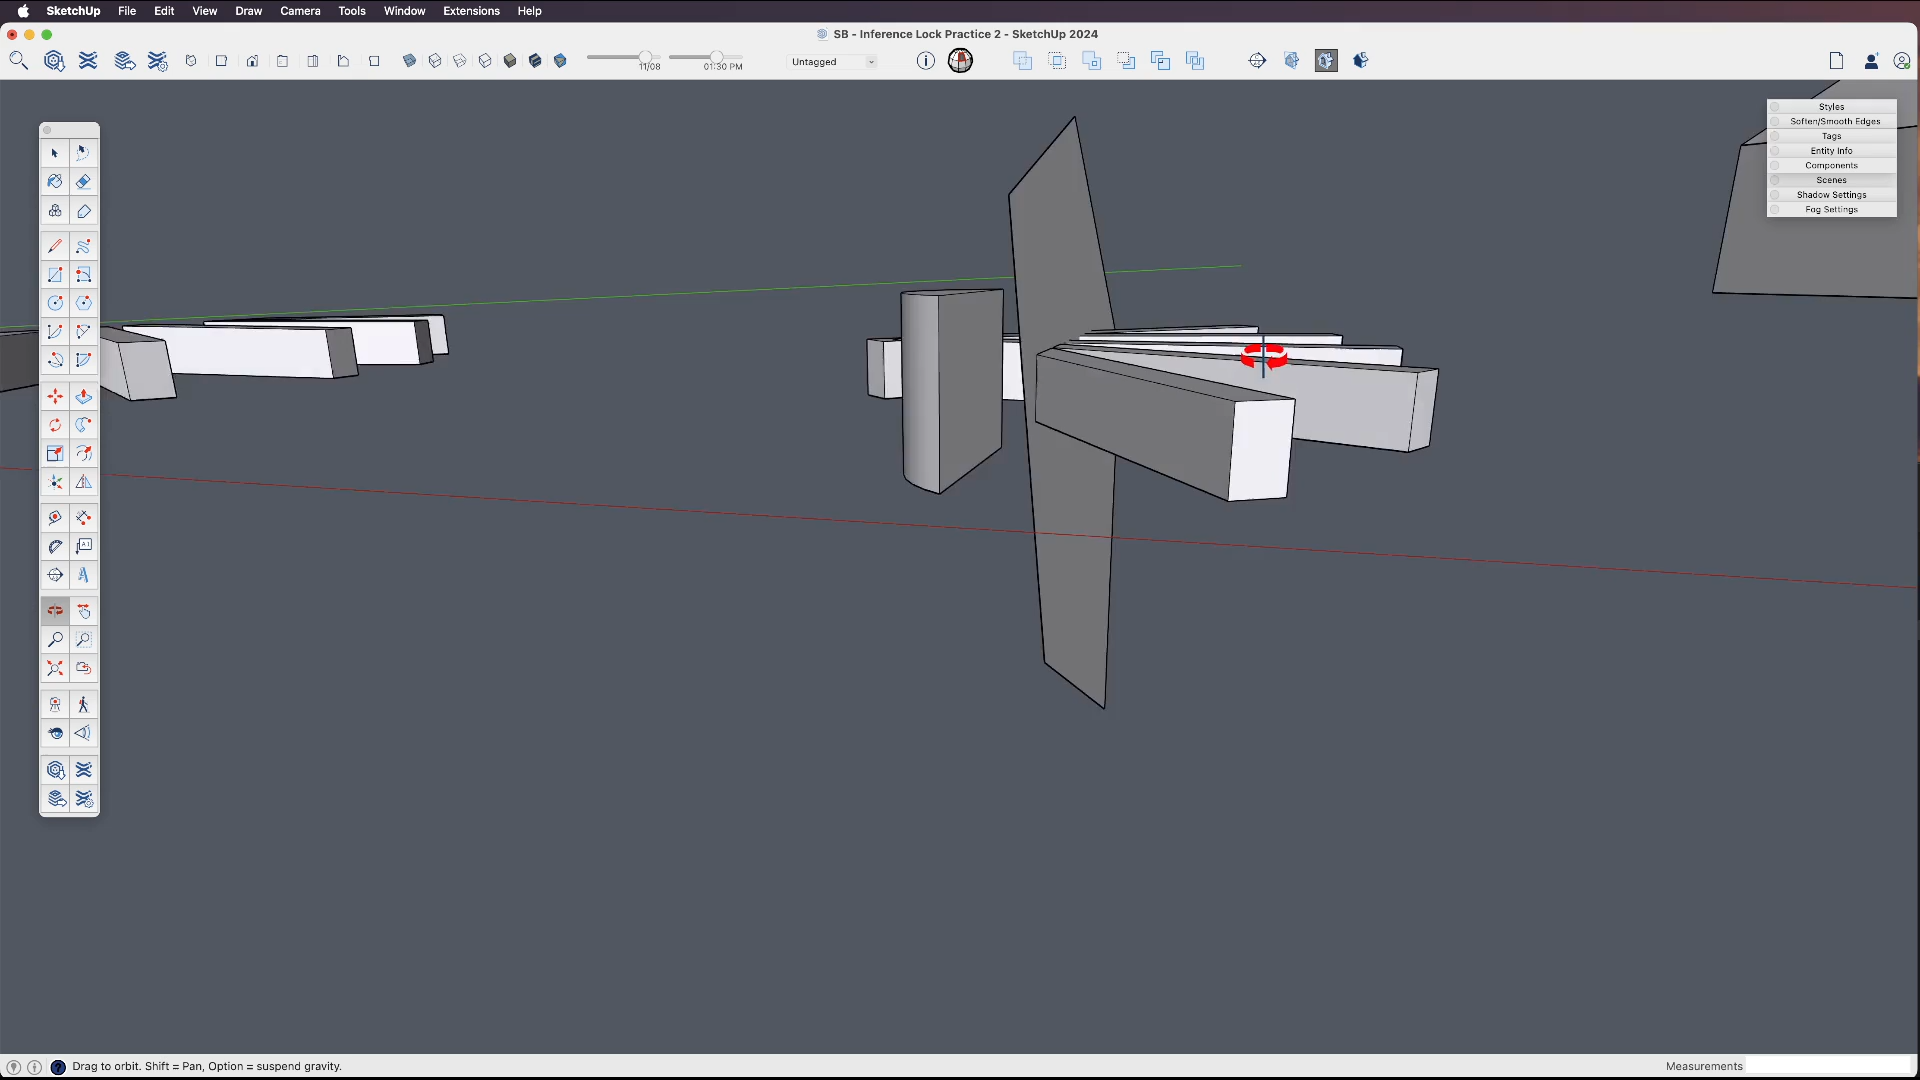 SketchUp File Edit View Draw Camera Tools Window Extensions Help
SB - Inference Lock Practice 2 - SketchUp 2024
11/08 01:30 PM Untagged
Styles
Soften/Smooth Edges
Tags
Entity Info
Components
Scenes
Shadow Settings
Fog Settings
A1
A
Drag to orbit. Shift = Pan, Option = suspend gravity. Measurements